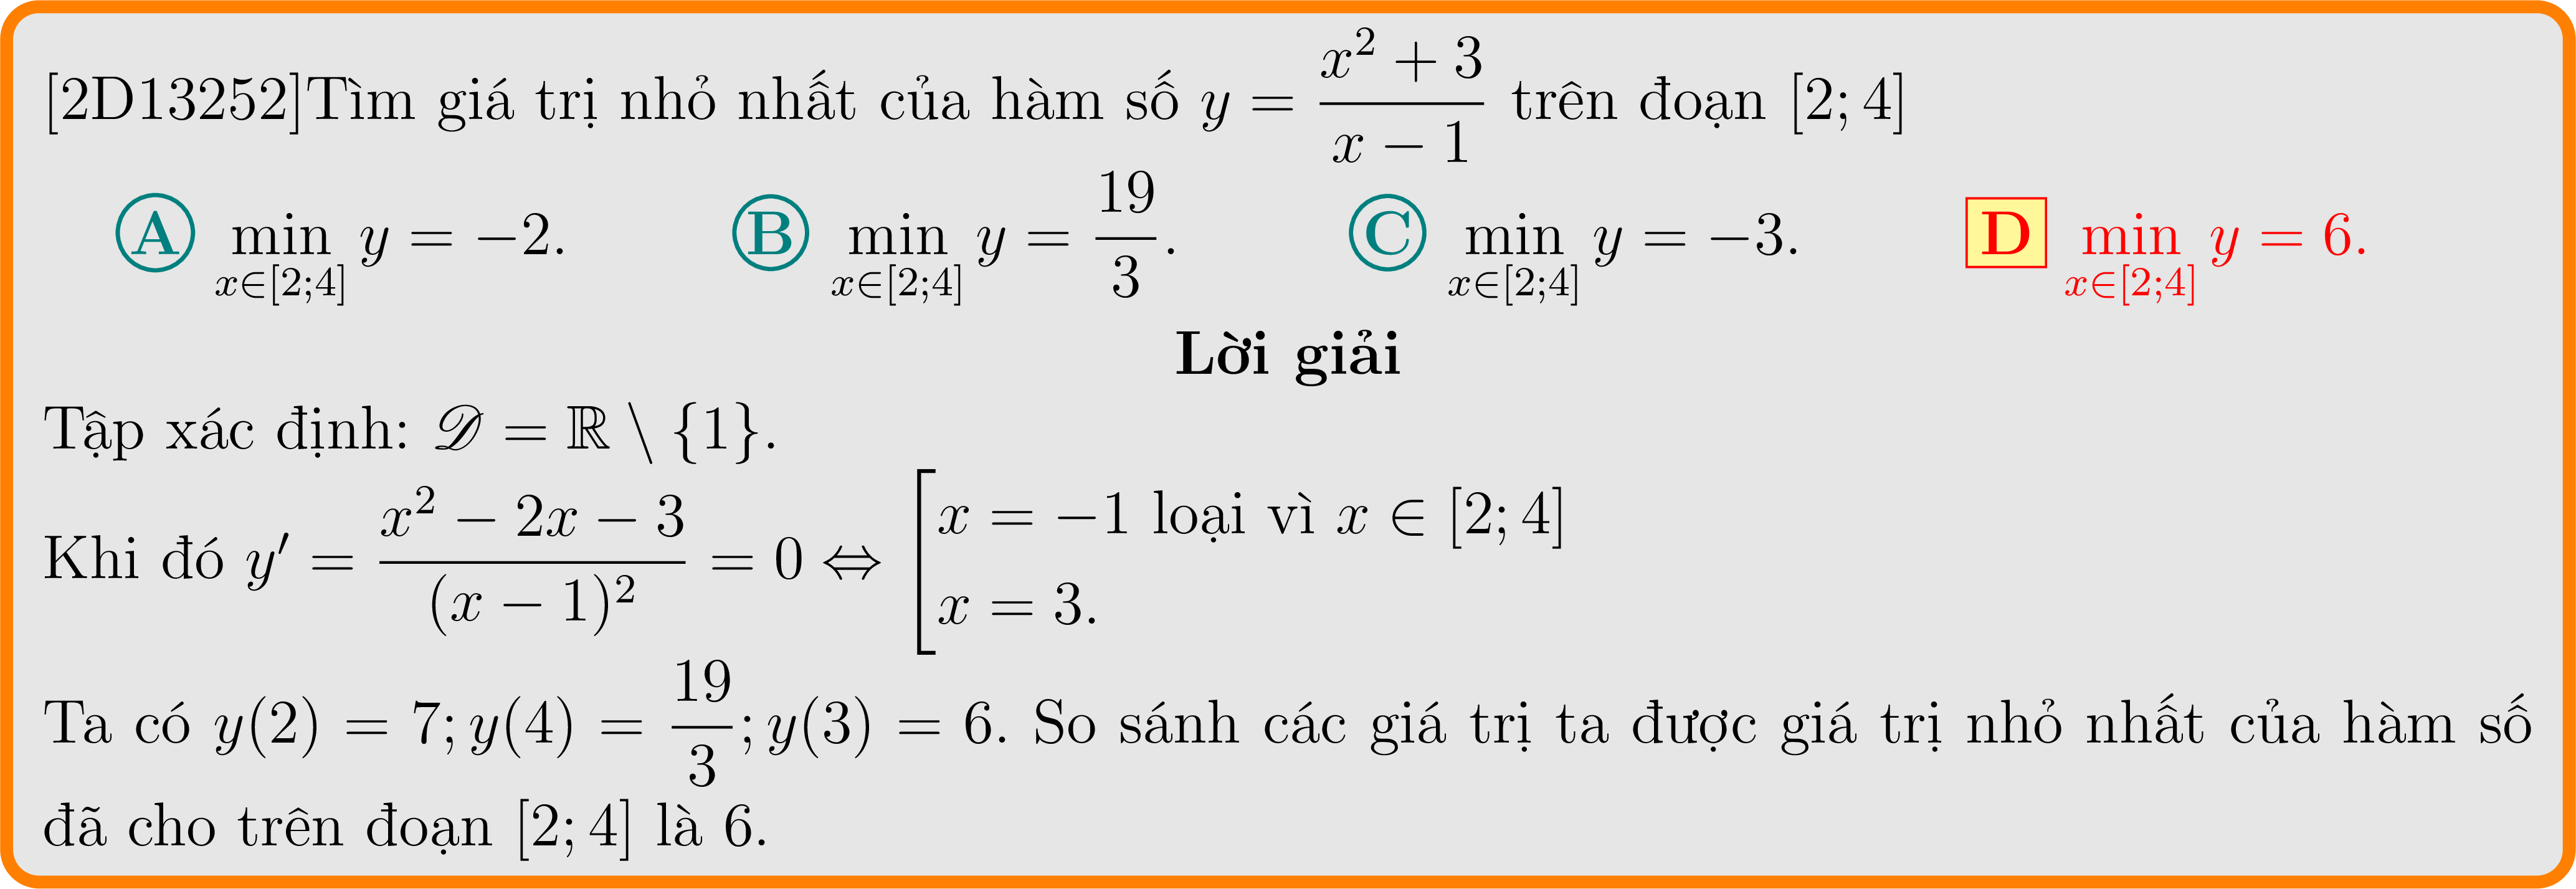 [2D13252]Tìm giá trị nhỏ nhất của hàm số $y = \dfrac{x^2+3}{x-1}$ trên đoạn $[2;4]$
A $\min\limits_{x\in[2;4]} y = -2.$ B $\min\limits_{x\in[2;4]} y = \dfrac{19}{3}.$ C $\min\limits_{x\in[2;4]} y = -3.$ D $\min\limits_{x\in[2;4]} y = 6.$
Lời giải
Tập xác định: $\mathscr{D} = \mathbb{R} \setminus \{1\}.$
Khi đó $y' = \dfrac{x^2-2x-3}{(x-1)^2} = 0 \Leftrightarrow \left[\begin{array}{l} x = -1 \text{ loại vì } x \in [2;4] \\ x = 3. \end{array}\right.$
Ta có $y(2) = 7; y(4) = \dfrac{19}{3}; y(3) = 6.$ So sánh các giá trị ta được giá trị nhỏ nhất của hàm số
đã cho trên đoạn $[2;4]$ là 6.